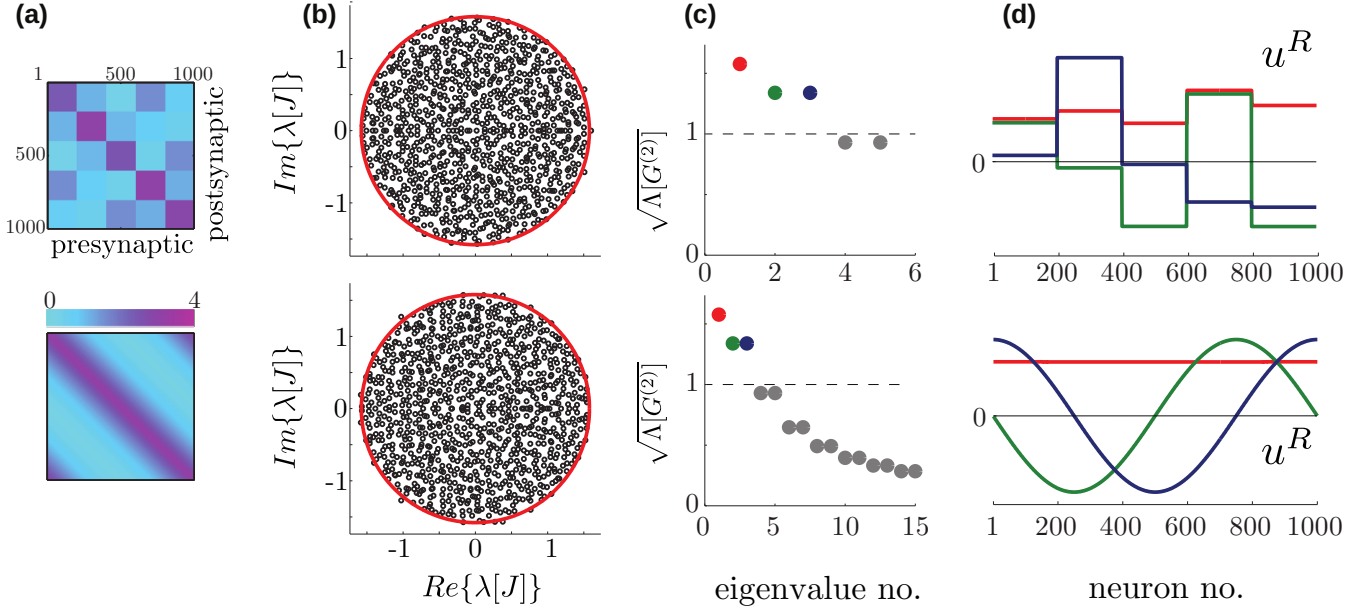 (a)
(b)
(c)
(d)
1 500 1000
500
1000
presynaptic
postsynaptic
0 4
Im{λ[J]}
1
0
-1
Im{λ[J]}
1
0
-1
-1 0 1
Re{λ[J]}
√Λ[G^(2)]
1
0
0 2 4 6
√Λ[G^(2)]
1
0
0 5 10 15
eigenvalue no.
u^R
0
1 200 400 600 800 1000
0
u^R
1 200 400 600 800 1000
neuron no.